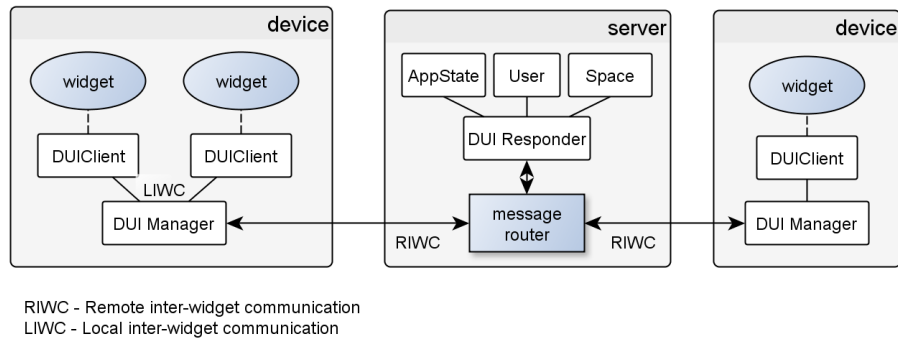 device
server
device
widget
widget
AppState
User
Space
widget
DUIClient
DUIClient
DUI Responder
DUIClient
LIWC
DUI Manager
message
router
DUI Manager
RIWC
RIWC
RIWC - Remote inter-widget communication
LIWC - Local inter-widget communication